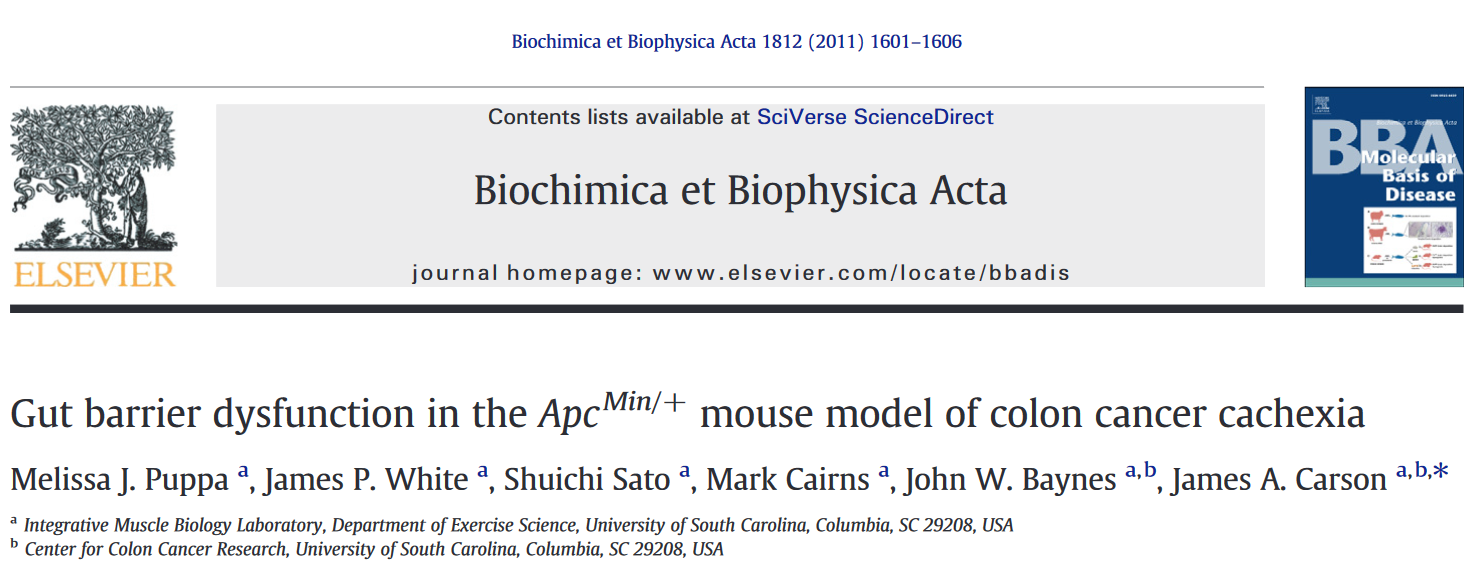 Biochimica et Biophysica Acta 1812 (2011) 1601–1606
ELSEVIER
Contents lists available at SciVerse ScienceDirect
Biochimica et Biophysica Acta
journal homepage: www.elsevier.com/locate/bbadis
BBA
Biochimica et Biophysica Acta
Molecular
Basis of
Disease
Gut barrier dysfunction in the Apc^Min/+ mouse model of colon cancer cachexia
Melissa J. Puppa ^a, James P. White ^a, Shuichi Sato ^a, Mark Cairns ^a, John W. Baynes ^a,b, James A. Carson ^a,b,*
^a Integrative Muscle Biology Laboratory, Department of Exercise Science, University of South Carolina, Columbia, SC 29208, USA
^b Center for Colon Cancer Research, University of South Carolina, Columbia, SC 29208, USA